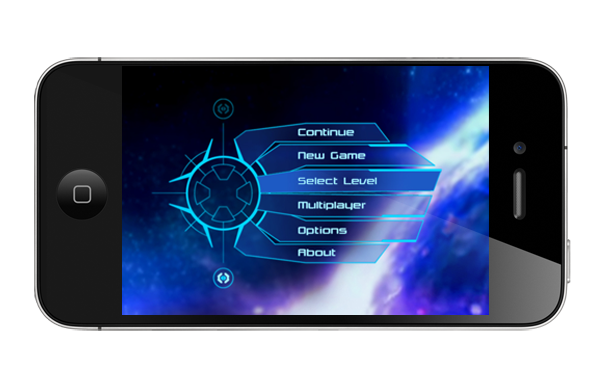 Continue
New Game
Select Level
Multiplayer
Options
About